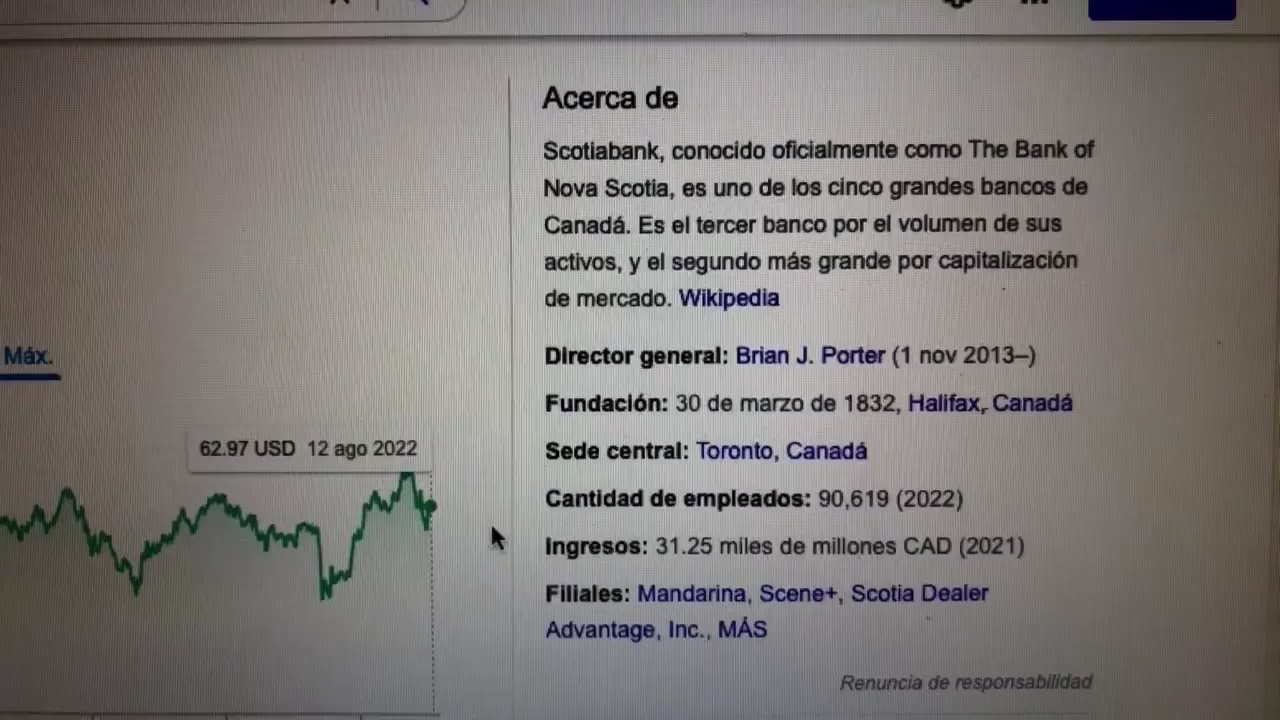 Acerca de
Scotiabank, conocido oficialmente como The Bank of
Nova Scotia, es uno de los cinco grandes bancos de
Canadá. Es el tercer banco por el volumen de sus
activos, y el segundo más grande por capitalización
de mercado. Wikipedia
Máx.
Director general: Brian J. Porter (1 nov 2013–)
Fundación: 30 de marzo de 1832, Halifax, Canadá
62.97 USD 12 ago 2022
Sede central: Toronto, Canadá
Cantidad de empleados: 90,619 (2022)
Ingresos: 31.25 miles de millones CAD (2021)
Filiales: Mandarina, Scene+, Scotia Dealer
Advantage, Inc., MÁS
Renuncia de responsabilidad